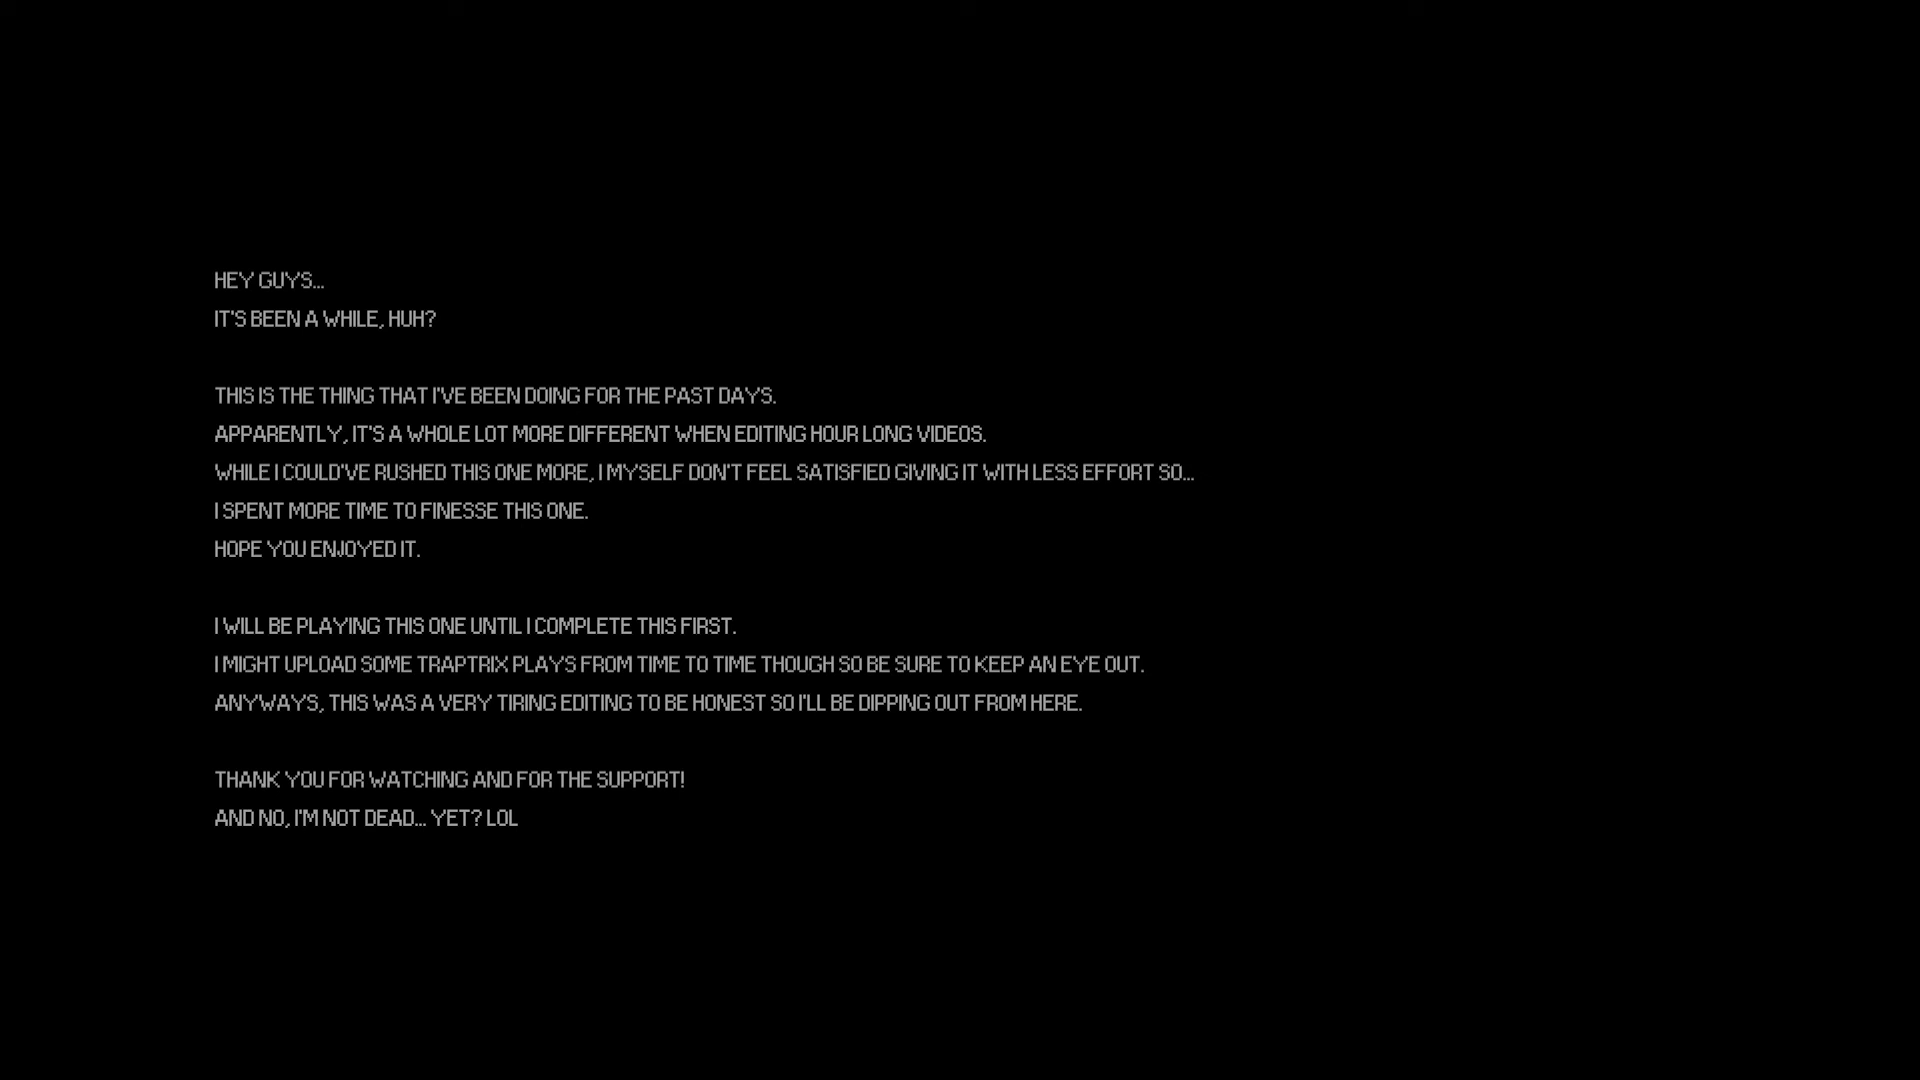 HEY GUYS...
IT'S BEEN A WHILE, HUH?
THIS IS THE THING THAT I'VE BEEN DOING FOR THE PAST DAYS.
APPARENTLY, IT'S A WHOLE LOT MORE DIFFERENT WHEN EDITING HOUR LONG VIDEOS.
WHILE I COULD'VE RUSHED THIS ONE MORE, I MYSELF DON'T FEEL SATISFIED GIVING IT WITH LESS EFFORT SO...
I SPENT MORE TIME TO FINESSE THIS ONE.
HOPE YOU ENJOYED IT.
I WILL BE PLAYING THIS ONE UNTIL I COMPLETE THIS FIRST.
I MIGHT UPLOAD SOME TRAPTRIX PLAYS FROM TIME TO TIME THOUGH SO BE SURE TO KEEP AN EYE OUT.
ANYWAYS, THIS WAS A VERY TIRING EDITING TO BE HONEST SO I'LL BE DIPPING OUT FROM HERE.
THANK YOU FOR WATCHING AND FOR THE SUPPORT!
AND NO, I'M NOT DEAD... YET? LOL